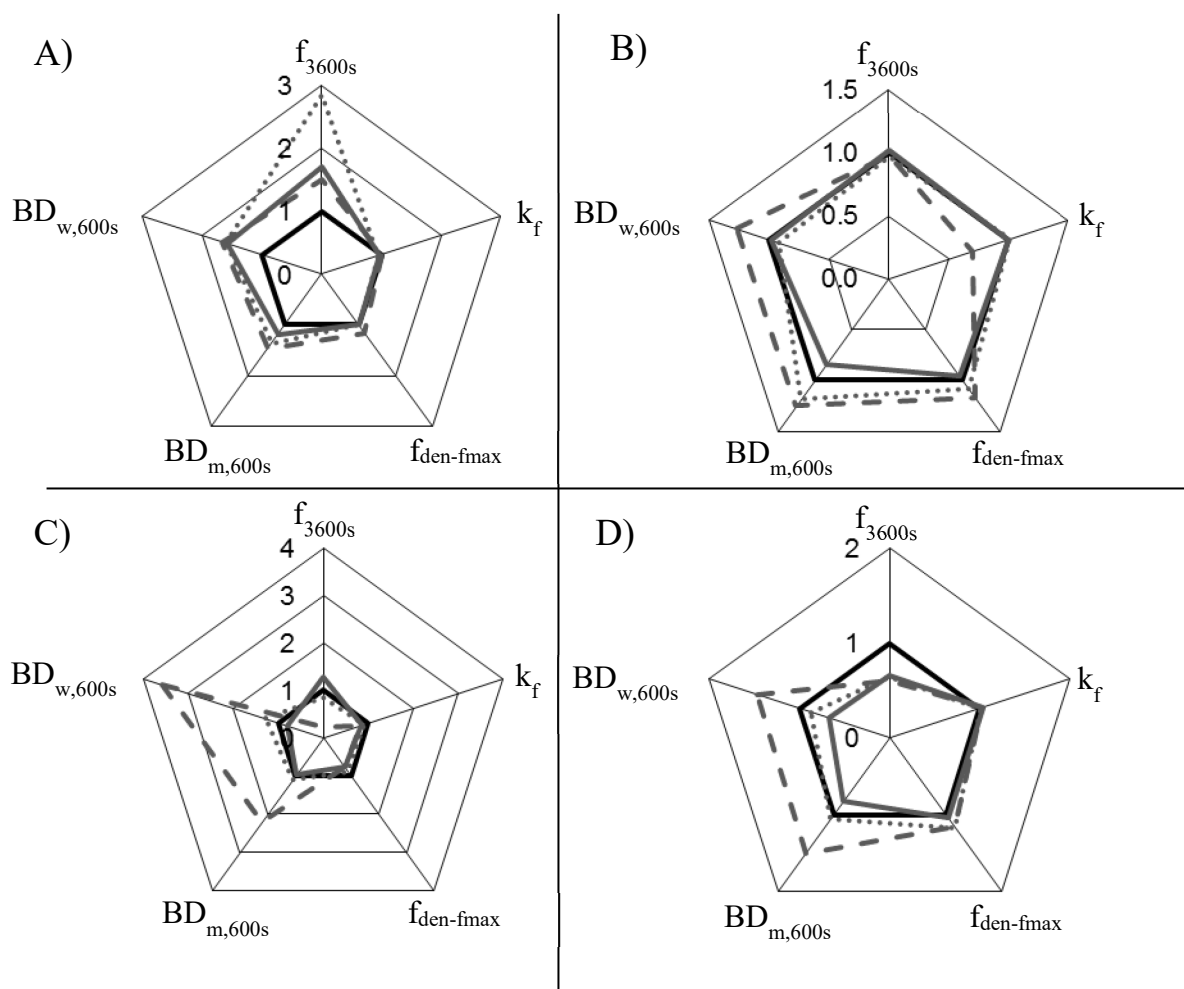 A)
f3600s
3
2
1
0
BDw,600s
kf
BDm,600s
fden-fmax
B)
f3600s
1.5
1.0
0.5
0.0
BDw,600s
kf
BDm,600s
fden-fmax
C)
f3600s
4
3
2
1
0
BDw,600s
kf
BDm,600s
fden-fmax
D)
f3600s
2
1
0
BDw,600s
kf
BDm,600s
fden-fmax